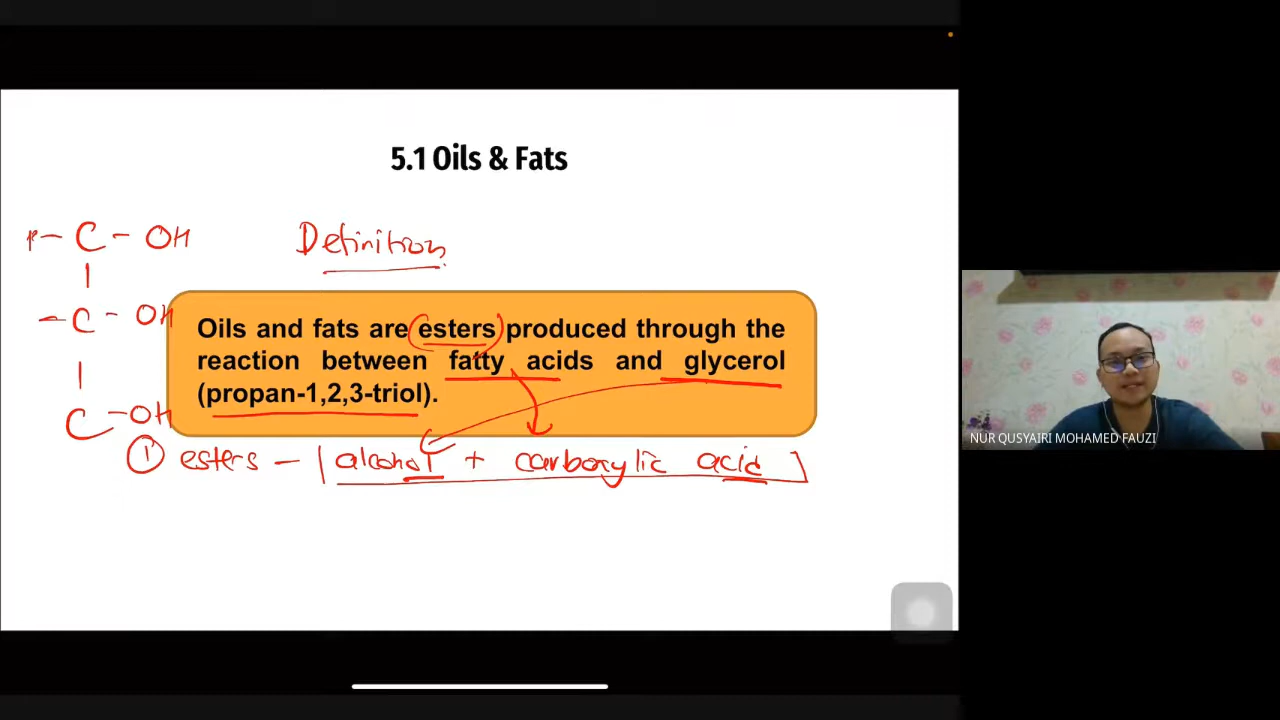 5.1 Oils & Fats
C - OH
Definition
C - OH
Oils and fats are esters produced through the
reaction between fatty acids and glycerol
(propan-1,2,3-triol).
C - OH
① esters - [alcohol + carboxylic acid]
NUR QUSYAIRI MOHAMED FAUZI